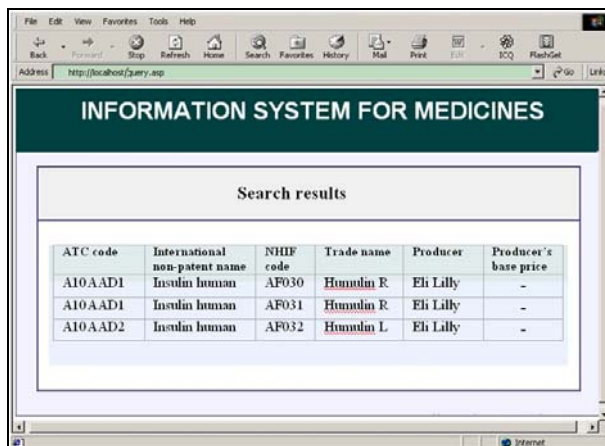 File Edit View Favorites Tools Help
Back Forward Stop Refresh Home Search Favorites History Mail Print Edit ICQ FlashGet
Address http://localhost/query.asp Go Links
INFORMATION SYSTEM FOR MEDICINES
Search results
ATC code International non-patent name NHIF code Trade name Producer Producer's base price
A10AAD1 Insulin human AF030 Humulin R Eli Lilly -
A10AAD1 Insulin human AF031 Humulin R Eli Lilly -
A10AAD2 Insulin human AF032 Humulin L Eli Lilly -
Internet